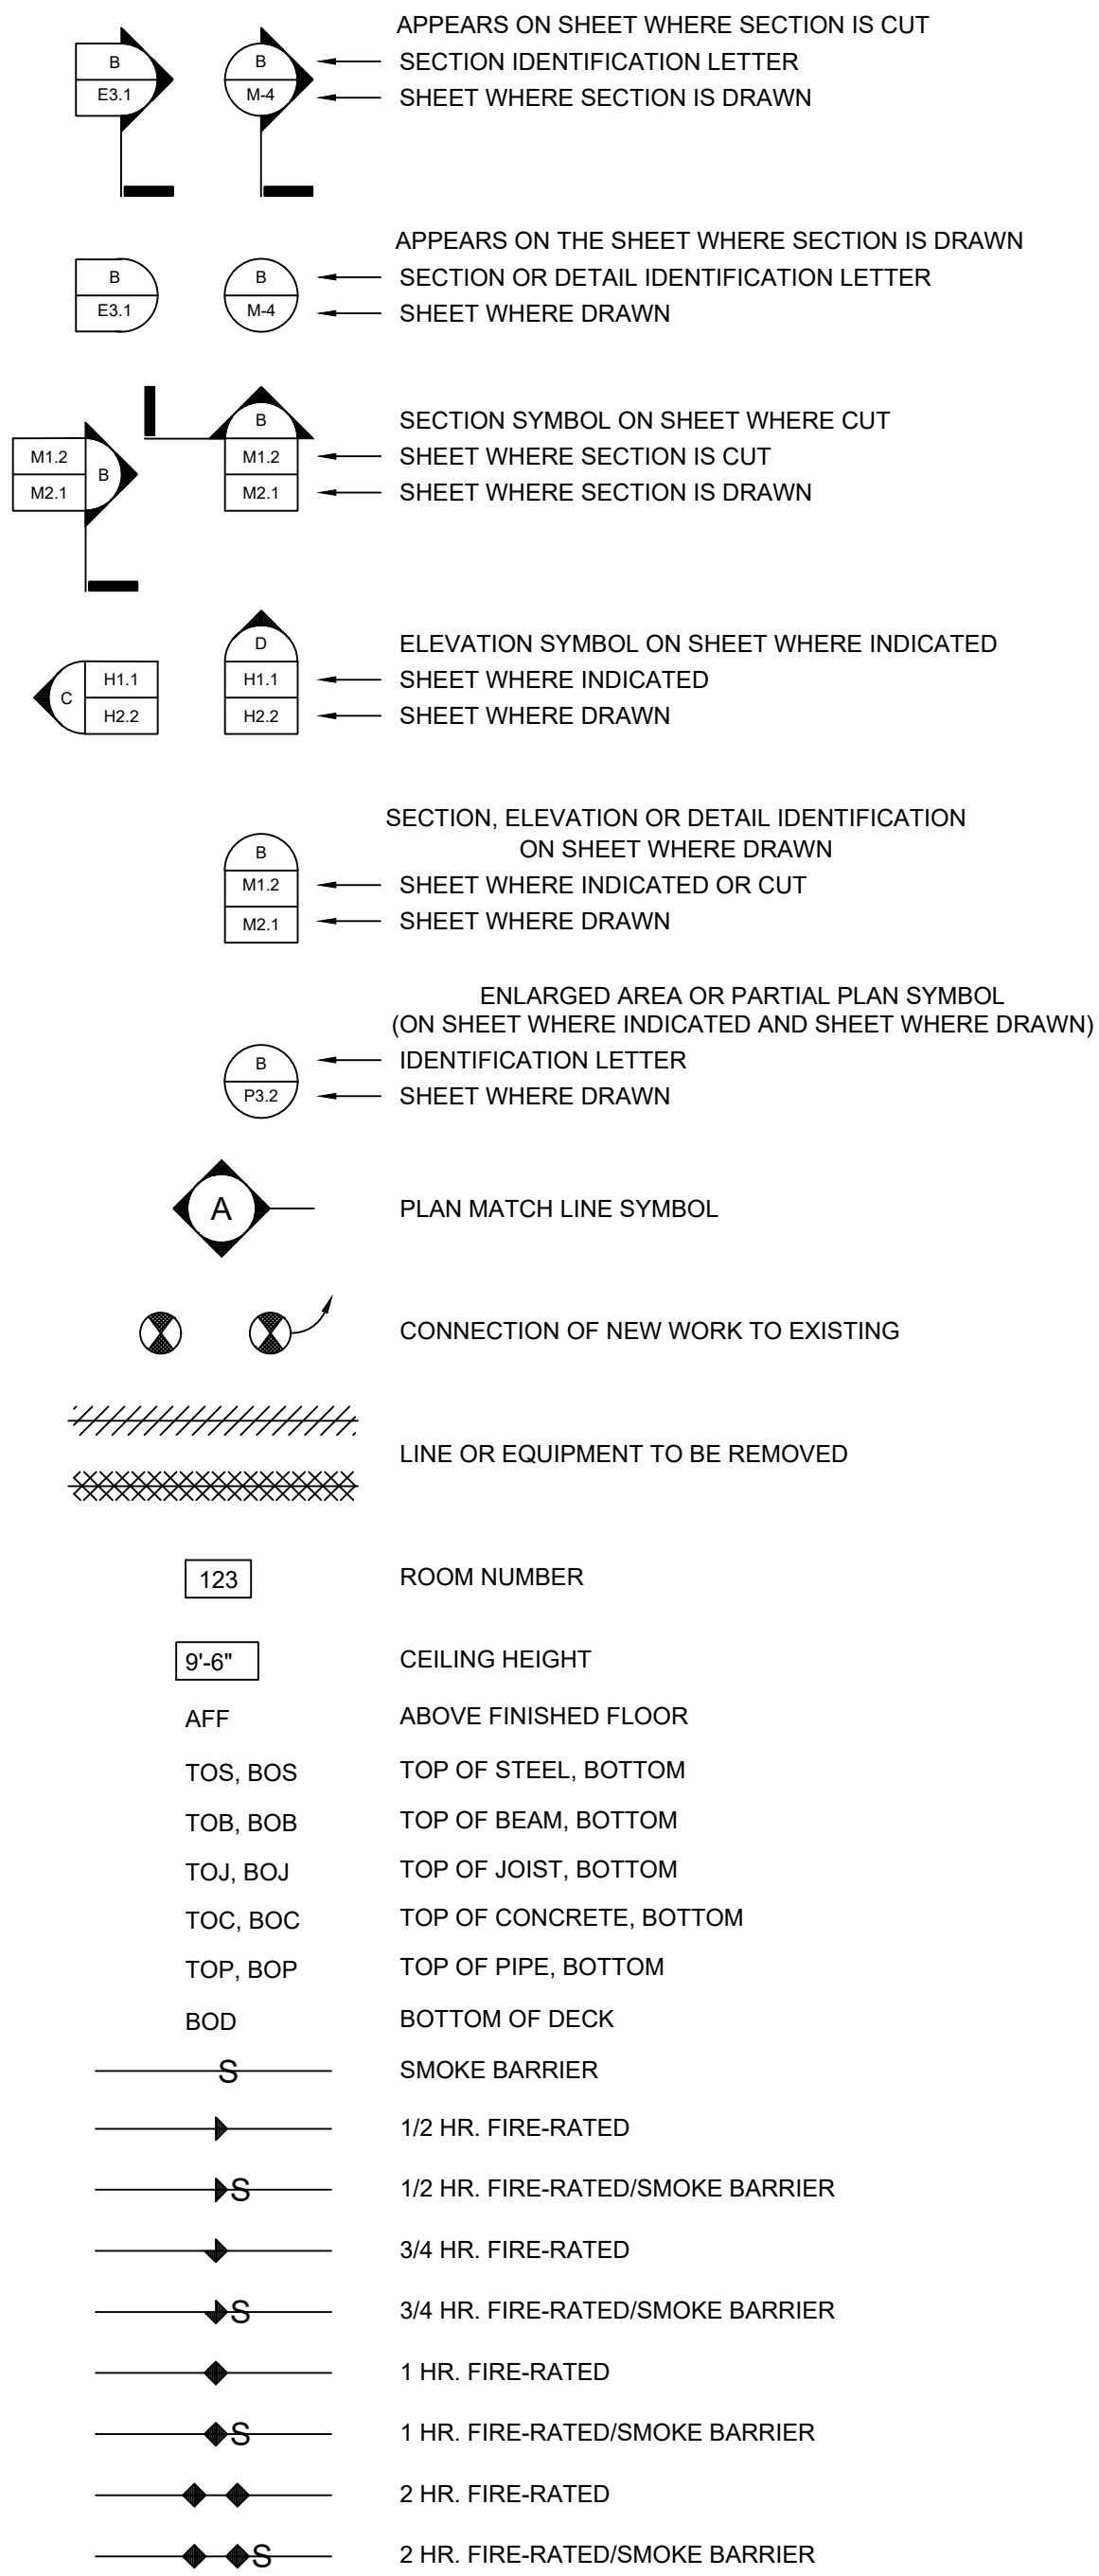 APPEARS ON SHEET WHERE SECTION IS CUT
B B SECTION IDENTIFICATION LETTER
E3.1 M-4 SHEET WHERE SECTION IS DRAWN
APPEARS ON THE SHEET WHERE SECTION IS DRAWN
B B SECTION OR DETAIL IDENTIFICATION LETTER
E3.1 M-4 SHEET WHERE DRAWN
B SECTION SYMBOL ON SHEET WHERE CUT
M1.2 M1.2 SHEET WHERE SECTION IS CUT
B
M2.1 M2.1 SHEET WHERE SECTION IS DRAWN
D ELEVATION SYMBOL ON SHEET WHERE INDICATED
H1.1 H1.1 SHEET WHERE INDICATED
C
H2.2 H2.2 SHEET WHERE DRAWN
SECTION, ELEVATION OR DETAIL IDENTIFICATION
B ON SHEET WHERE DRAWN
M1.2 SHEET WHERE INDICATED OR CUT
M2.1 SHEET WHERE DRAWN
ENLARGED AREA OR PARTIAL PLAN SYMBOL
(ON SHEET WHERE INDICATED AND SHEET WHERE DRAWN)
B IDENTIFICATION LETTER
P3.2 SHEET WHERE DRAWN
A PLAN MATCH LINE SYMBOL
CONNECTION OF NEW WORK TO EXISTING
LINE OR EQUIPMENT TO BE REMOVED
123 ROOM NUMBER
9'-6" CEILING HEIGHT
AFF ABOVE FINISHED FLOOR
TOS, BOS TOP OF STEEL, BOTTOM
TOB, BOB TOP OF BEAM, BOTTOM
TOJ, BOJ TOP OF JOIST, BOTTOM
TOC, BOC TOP OF CONCRETE, BOTTOM
TOP, BOP TOP OF PIPE, BOTTOM
BOD BOTTOM OF DECK
S SMOKE BARRIER
1/2 HR. FIRE-RATED
S 1/2 HR. FIRE-RATED/SMOKE BARRIER
3/4 HR. FIRE-RATED
S 3/4 HR. FIRE-RATED/SMOKE BARRIER
1 HR. FIRE-RATED
S 1 HR. FIRE-RATED/SMOKE BARRIER
2 HR. FIRE-RATED
S 2 HR. FIRE-RATED/SMOKE BARRIER